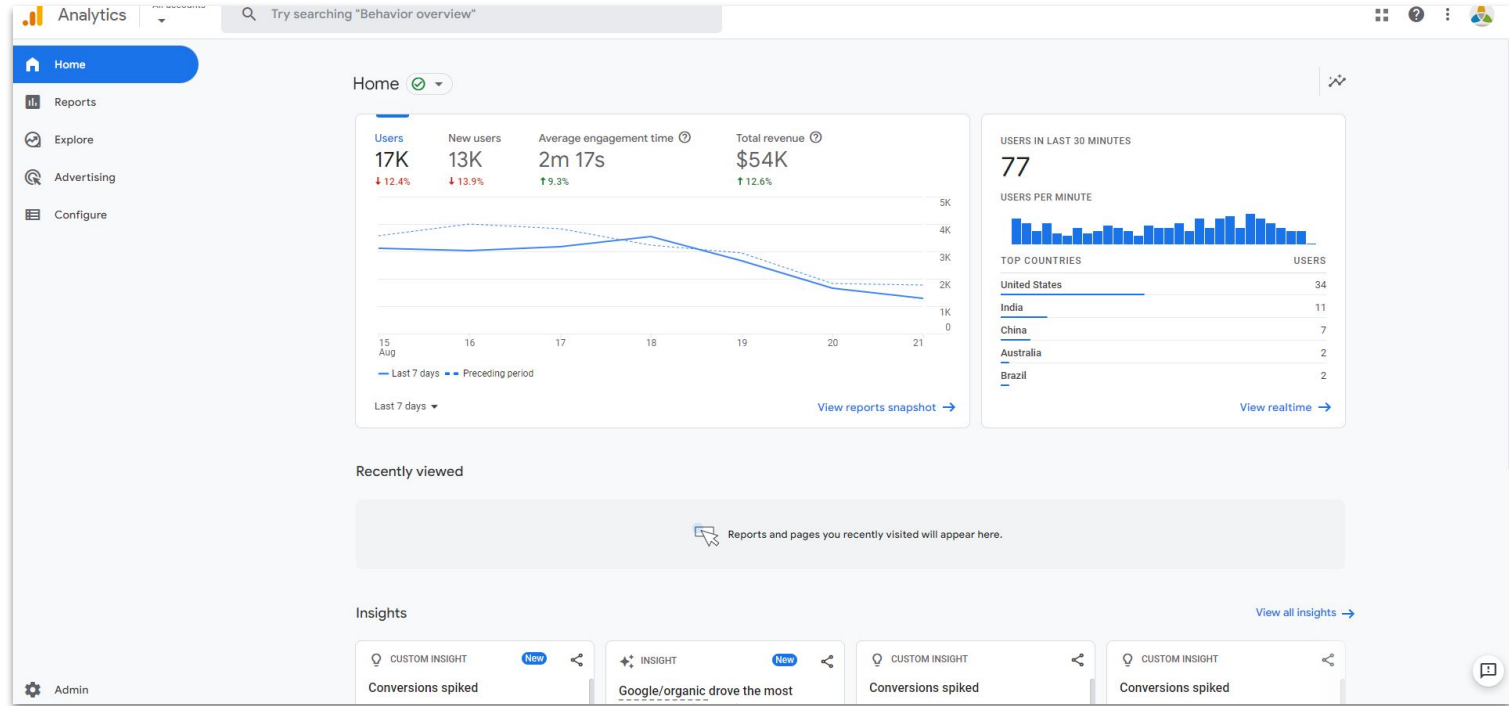 Analytics
All accounts
Try searching "Behavior overview"
Home
Reports
Explore
Advertising
Configure
Admin
Home
Users
17K
↓ 12.4%
New users
13K
↓ 13.9%
Average engagement time
2m 17s
↑ 9.3%
Total revenue
$54K
↑ 12.6%
5K
4K
3K
2K
1K
0
15 16 17 18 19 20 21
Aug
Last 7 days Preceding period
Last 7 days
View reports snapshot →
USERS IN LAST 30 MINUTES
77
USERS PER MINUTE
TOP COUNTRIES USERS
United States 34
India 11
China 7
Australia 2
Brazil 2
View realtime →
Recently viewed
Reports and pages you recently visited will appear here.
Insights
View all insights →
CUSTOM INSIGHT New
Conversions spiked
INSIGHT New
Google/organic drove the most
CUSTOM INSIGHT
Conversions spiked
CUSTOM INSIGHT
Conversions spiked